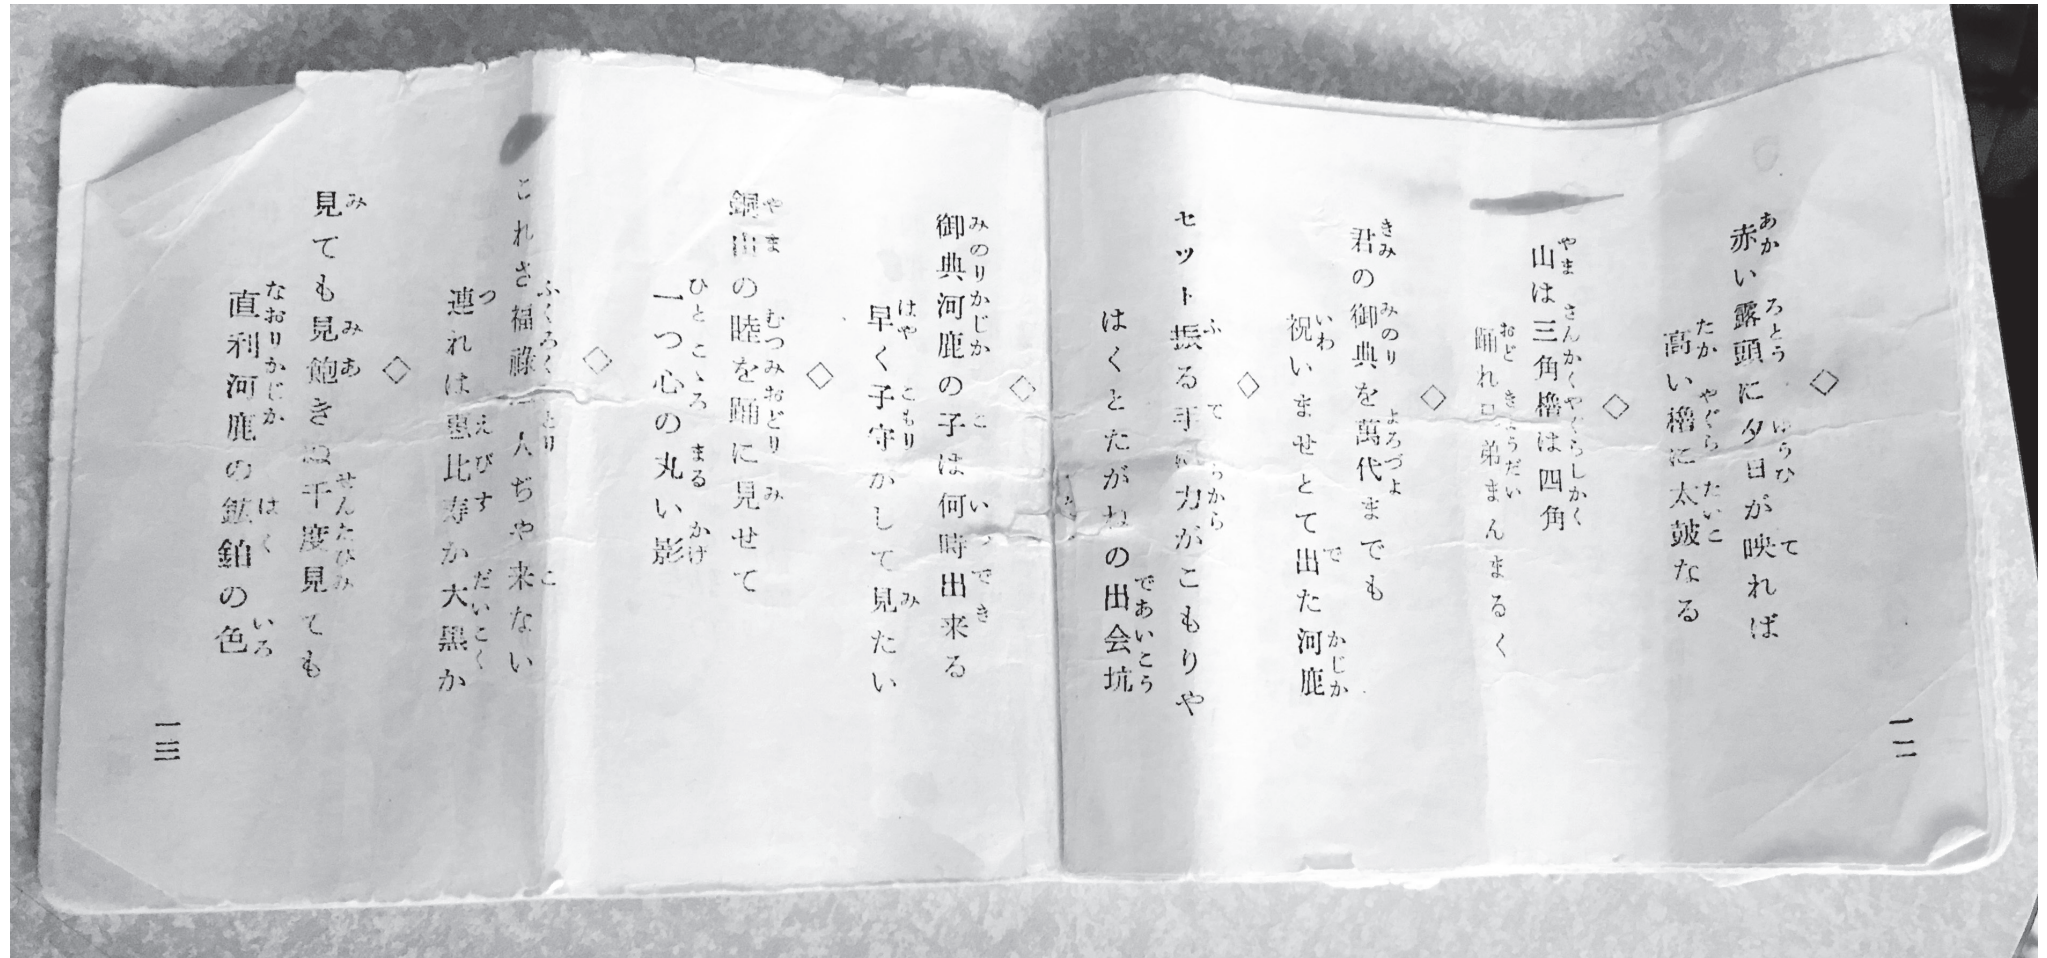 一二
◇
赤い露頭に夕日が映れば
高い櫓に太皷なる
◇
山は三角櫓は四角
踊れ 弟まんまるく
◇
君の御典を萬代までも
祝いませとて出た河鹿
◇
セット振る手 力がこもりや
はくとたがねの出会坑
◇
御典河鹿の子は何時出来る
早く子守がして見たい
◇
銅山の睦を踊に見せて
一つ心の丸い影
◇
これさ福祿一人ぢや来ない
連れは恵比寿か大黒か
◇
見ても見飽きぬ千度見ても
直利河鹿の鉱鉑の色
一三